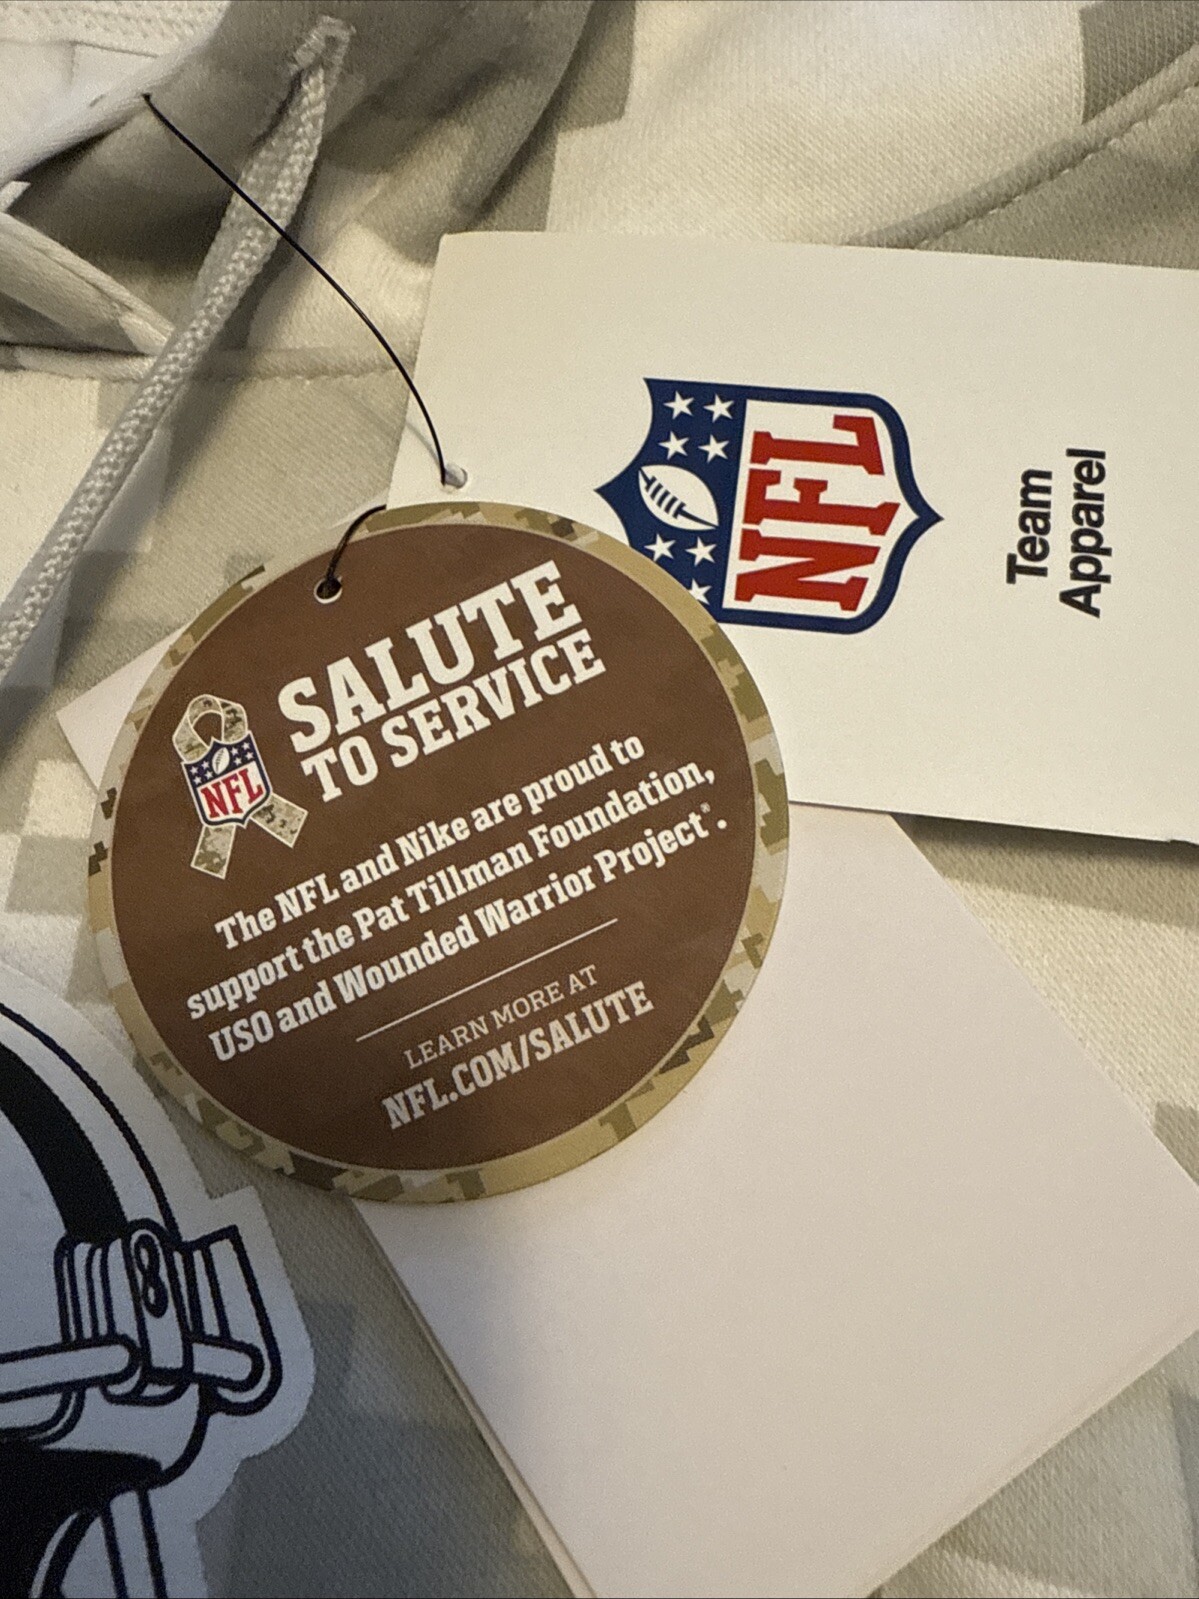 NFL
Team
Apparel
SALUTE
TO SERVICE
NFL
The NFL and Nike are proud to
support the Pat Tillman Foundation,
USO and Wounded Warrior Project®.
LEARN MORE AT
NFL.COM/SALUTE
8